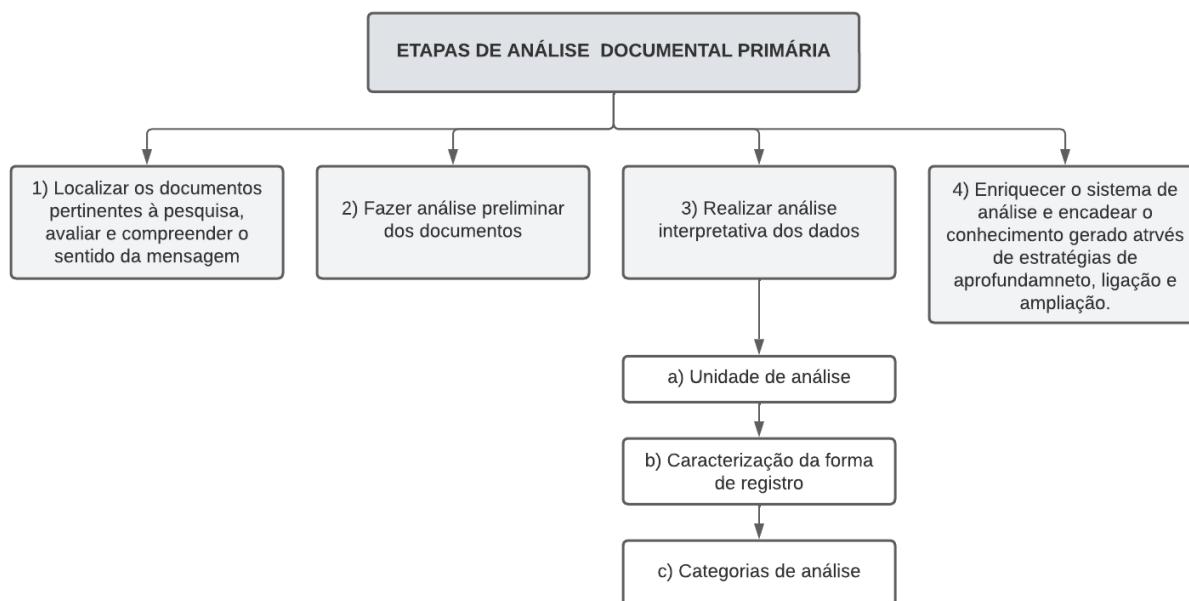 ETAPAS DE ANÁLISE  DOCUMENTAL PRIMÁRIA
1) Localizar os documentos
pertinentes à pesquisa,
avaliar e compreender o
sentido da mensagem
2) Fazer análise preliminar
dos documentos
3) Realizar análise
interpretativa dos dados
4) Enriquecer o sistema de
análise e encadear o
conhecimento gerado atrvés
de estratégias de
aprofundamneto, ligação e
ampliação.
a) Unidade de análise
b) Caracterização da forma
de registro
c) Categorias de análise